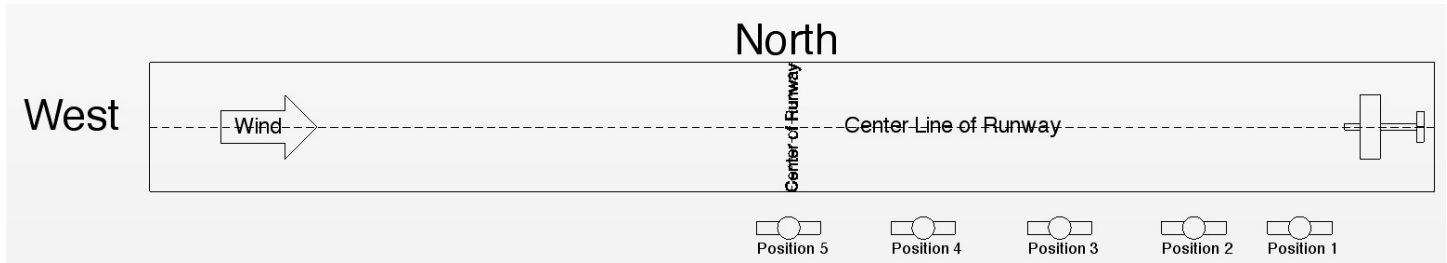 North
West
Wind
Center of Runway
Center Line of Runway
Position 5
Position 4
Position 3
Position 2
Position 1